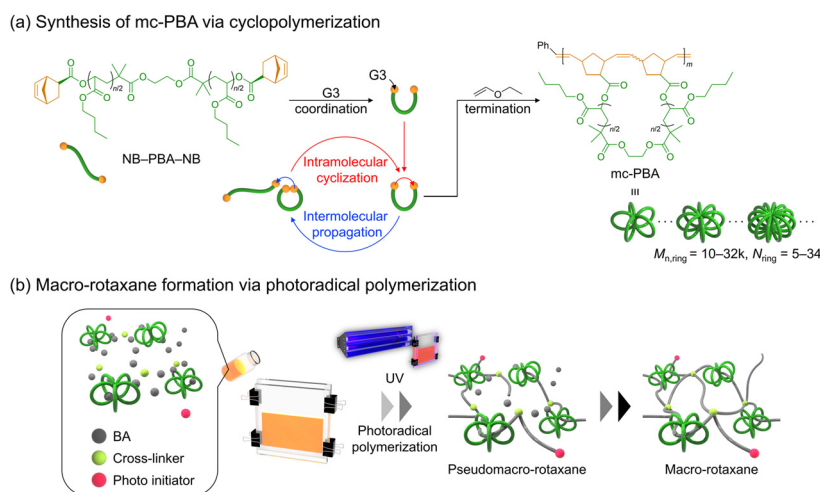 (a) Synthesis of mc-PBA via cyclopolymerization
O
O
n/2
O
O
O
O
O
O
n/2
O
O
O
O
NB–PBA–NB
G3
coordination
G3
O
termination
Intramolecular
cyclization
Intermolecular
propagation
Ph
m
O
O
O
O
O
O
O
O
n/2
n/2
O
O
O
O
mc-PBA
≡
Mn,ring = 10–32k, Nring = 5–34
(b) Macro-rotaxane formation via photoradical polymerization
BA
Cross-linker
Photo initiator
UV
Photoradical
polymerization
Pseudomacro-rotaxane
Macro-rotaxane